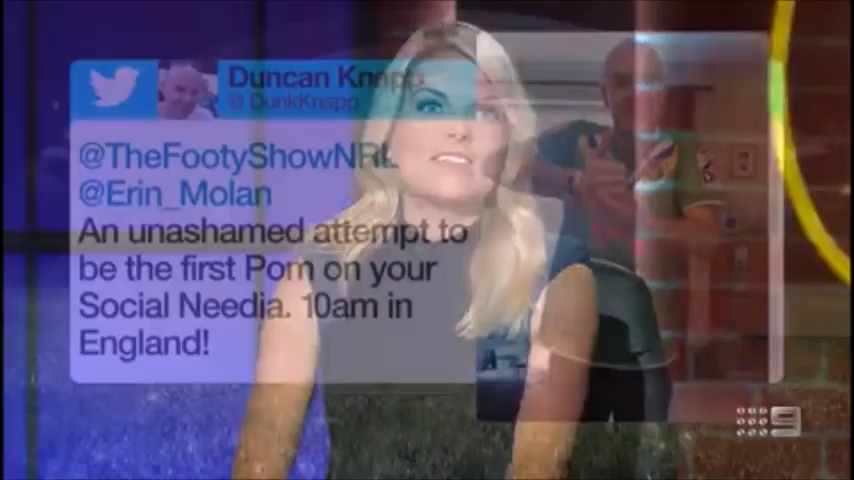 Duncan Knapp
@DunkKnapp
@TheFootyShowNRL
@Erin_Molan
An unashamed attempt to
be the first Pom on your
Social Needia. 10am in
England!
9